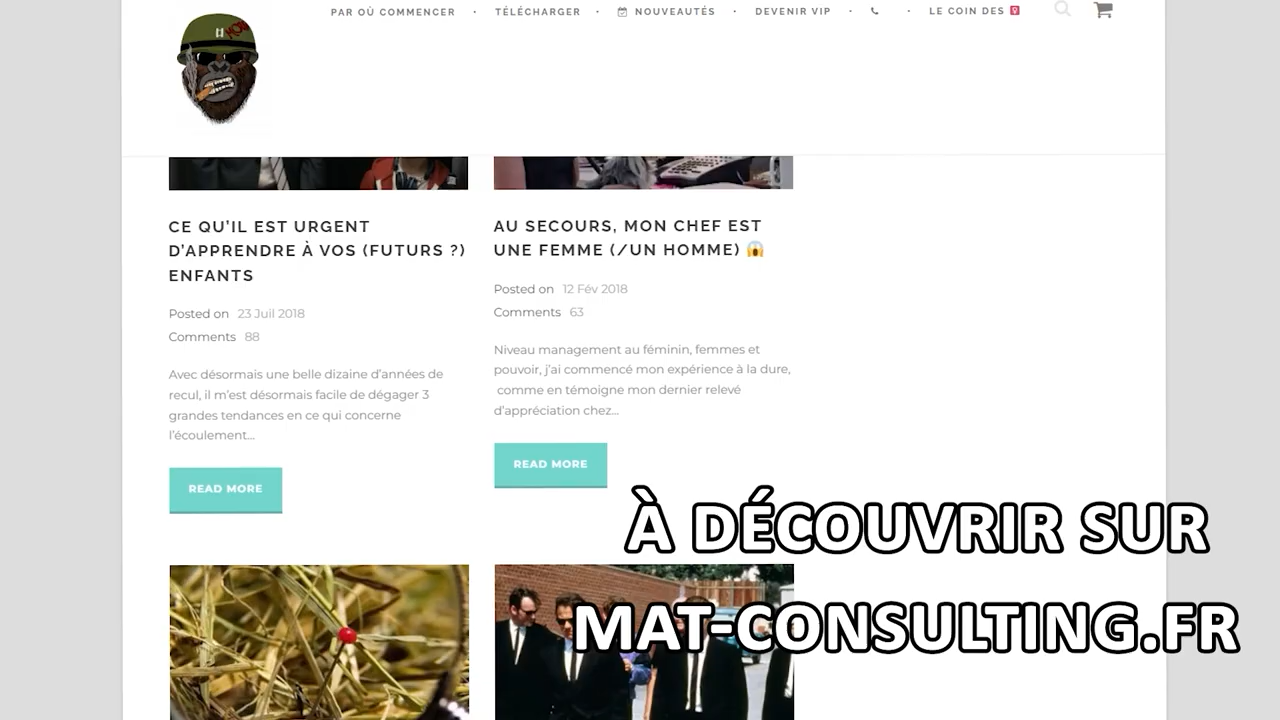 PAR OÙ COMMENCER · TÉLÉCHARGER · NOUVEAUTÉS · DEVENIR VIP · · LE COIN DES
CE QU'IL EST URGENT
D'APPRENDRE À VOS (FUTURS ?)
ENFANTS
Posted on 23 Juil 2018
Comments 88
Avec désormais une belle dizaine d'années de
recul, il m'est désormais facile de dégager 3
grandes tendances en ce qui concerne
l'écoulement...
READ MORE
AU SECOURS, MON CHEF EST
UNE FEMME (/UN HOMME) 😱
Posted on 12 Fév 2018
Comments 63
Niveau management au féminin, femmes et
pouvoir, j'ai commencé mon expérience à la dure,
comme en témoigne mon dernier relevé
d'appréciation chez...
READ MORE
À DÉCOUVRIR SUR
MAT-CONSULTING.FR